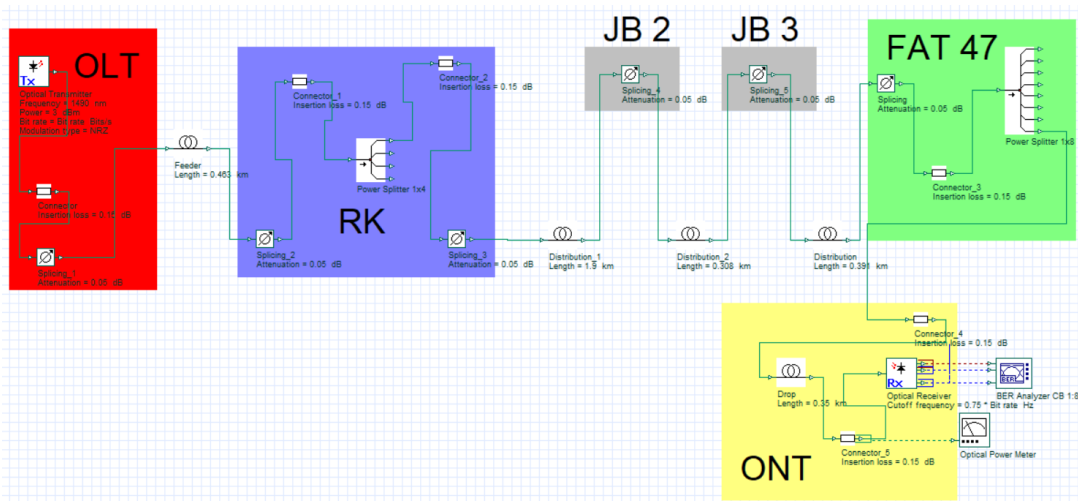 OLT
Tx
Optical Transmitter
Frequency = 1490 nm
Power = 3 dBm
Bit rate = Bit rate Bits/s
Modulation type = NRZ
Connector
Insertion loss = 0.15 dB
Splicing_1
Attenuation = 0.05 dB
Feeder
Length = 0.463 km
RK
Connector_1
Insertion loss = 0.15 dB
Connector_2
Insertion loss = 0.15 dB
Power Splitter 1x4
Splicing_2
Attenuation = 0.05 dB
Splicing_3
Attenuation = 0.05 dB
Distribution_1
Length = 1.9 km
JB 2
Splicing_4
Attenuation = 0.05 dB
Distribution_2
Length = 0.308 km
JB 3
Splicing_5
Attenuation = 0.05 dB
Distribution
Length = 0.391 km
FAT 47
Splicing
Attenuation = 0.05 dB
Connector_3
Insertion loss = 0.15 dB
Power Splitter 1x8
Connector_4
Insertion loss = 0.15 dB
Drop
Length = 0.35 km
Rx
Optical Receiver
Cutoff frequency = 0.75 * Bit rate Hz
BER
BER Analyzer CB 1:8
Connector_5
Insertion loss = 0.15 dB
Optical Power Meter
ONT